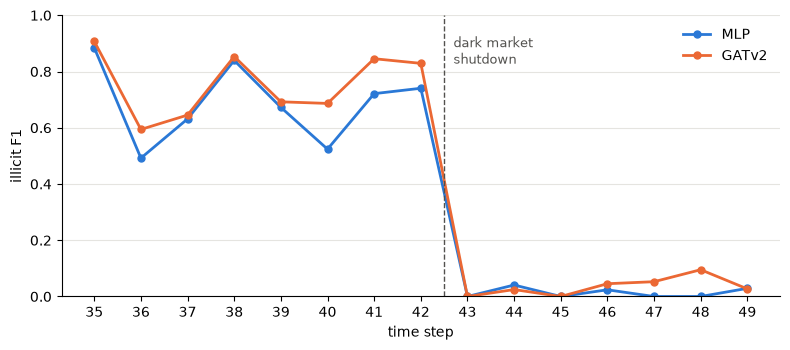 1.0
0.8
0.6
0.4
0.2
0.0
illicit F1
dark market
shutdown
MLP
GATv2
35 36 37 38 39 40 41 42 43 44 45 46 47 48 49
time step